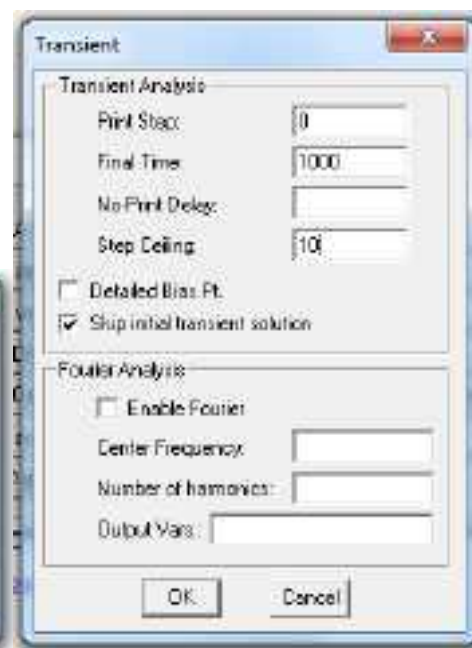 Transient
Transient Analysis
Print Step: 0
Final Time: 1000
No-Print Delay:
Step Ceiling: 10
Detailed Bias Pt.
Skip initial transient solution
Fourier Analysis
Enable Fourier
Center Frequency:
Number of harmonics:
Output Vars.:
OK Cancel